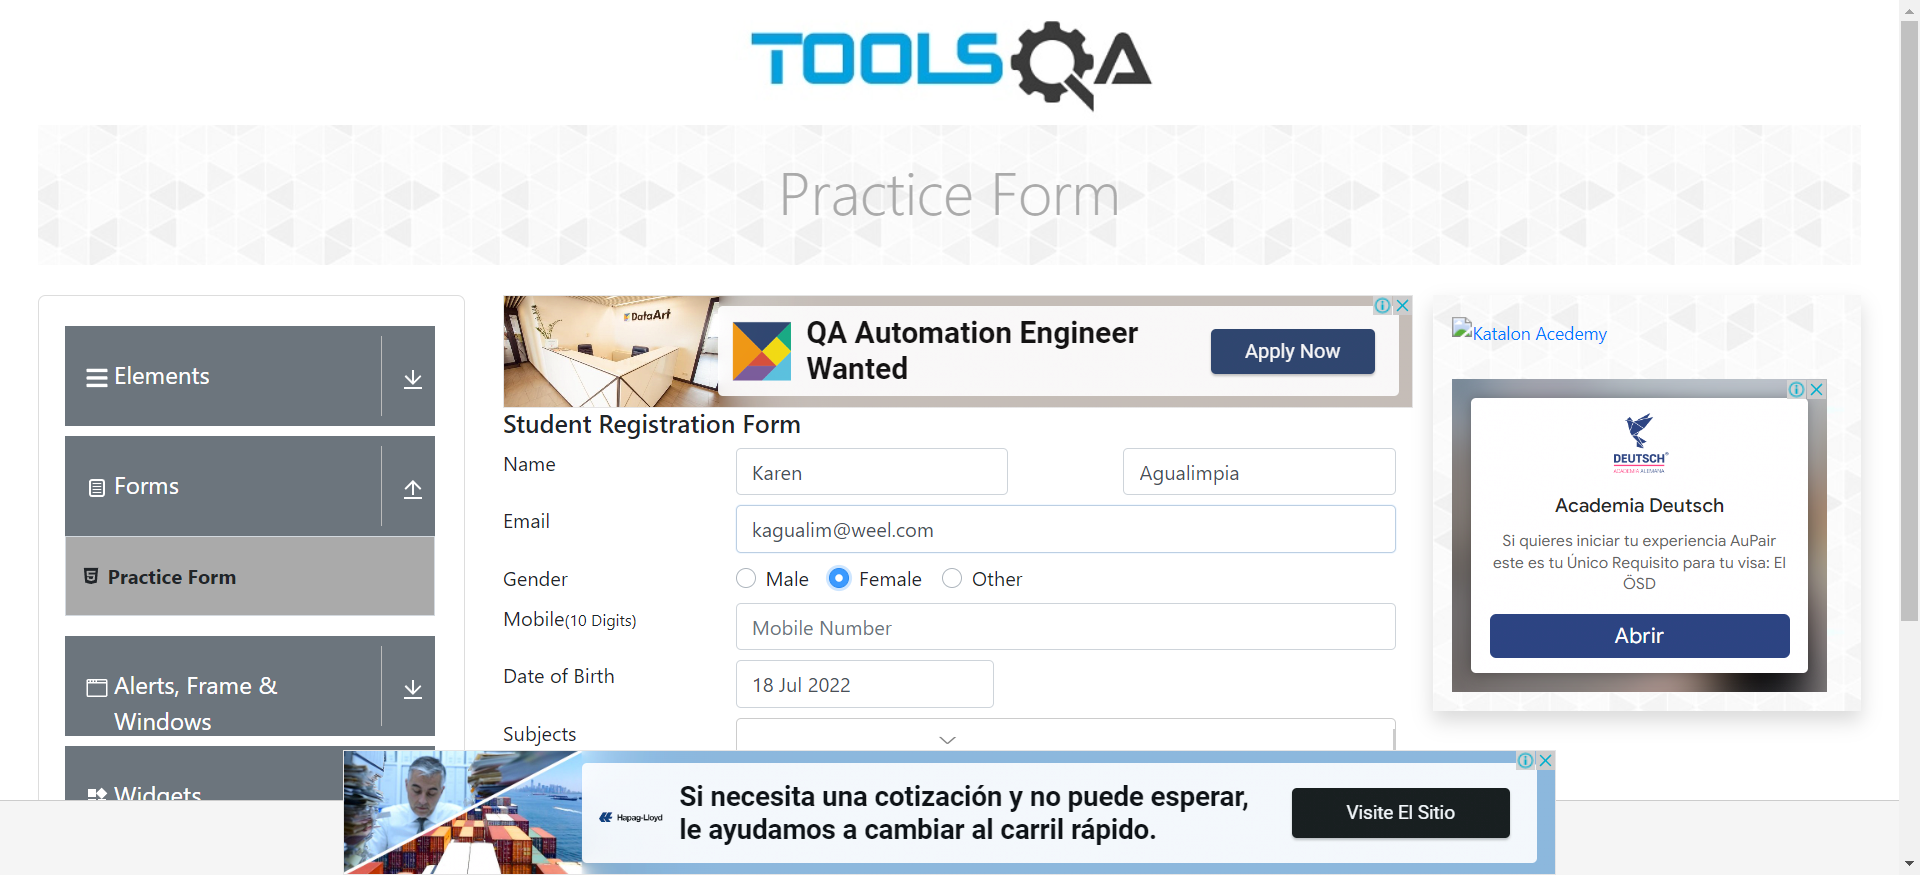 TOOLSQA
Practice Form
Elements
Forms
Practice Form
Alerts, Frame &
Windows
Widgets
DataArt
QA Automation Engineer
Wanted
Apply Now
Student Registration Form
Name
Karen
Agualimpia
Email
kagualim@weel.com
Gender
Male
Female
Other
Mobile(10 Digits)
Mobile Number
Date of Birth
18 Jul 2022
Subjects
Katalon Acedemy
DEUTSCH
ACADEMIA ALEMANA
Academia Deutsch
Si quieres iniciar tu experiencia AuPair
este es tu Único Requisito para tu visa: El
ÖSD
Abrir
Hapag-Lloyd
Si necesita una cotización y no puede esperar,
le ayudamos a cambiar al carril rápido.
Visite El Sitio